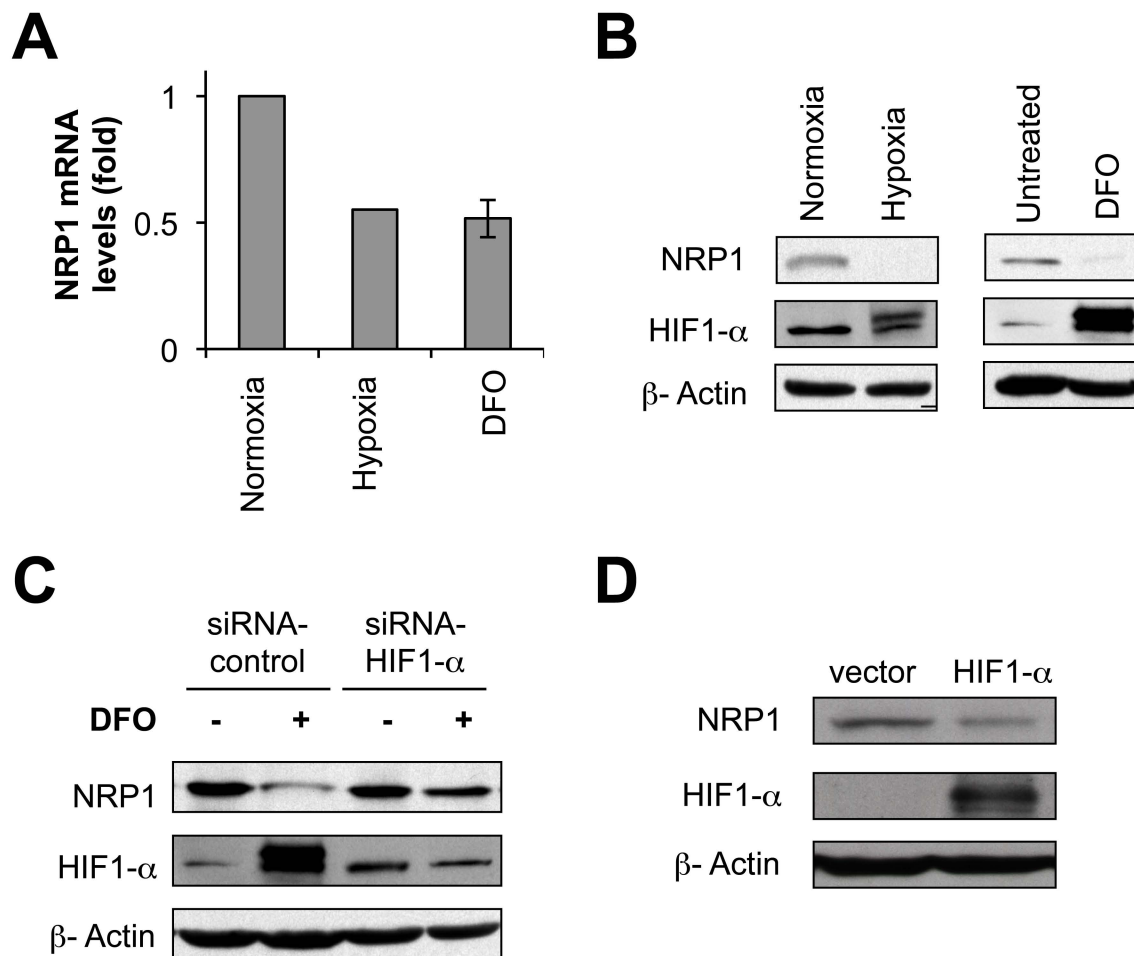 A
NRP1 mRNA
levels (fold)
1
0.5
0
Normoxia
Hypoxia
DFO
B
Normoxia
Hypoxia
Untreated
DFO
NRP1
HIF1-α
β- Actin
C
siRNA-
control
siRNA-
HIF1-α
DFO
- + - +
NRP1
HIF1-α
β- Actin
D
vector HIF1-α
NRP1
HIF1-α
β- Actin